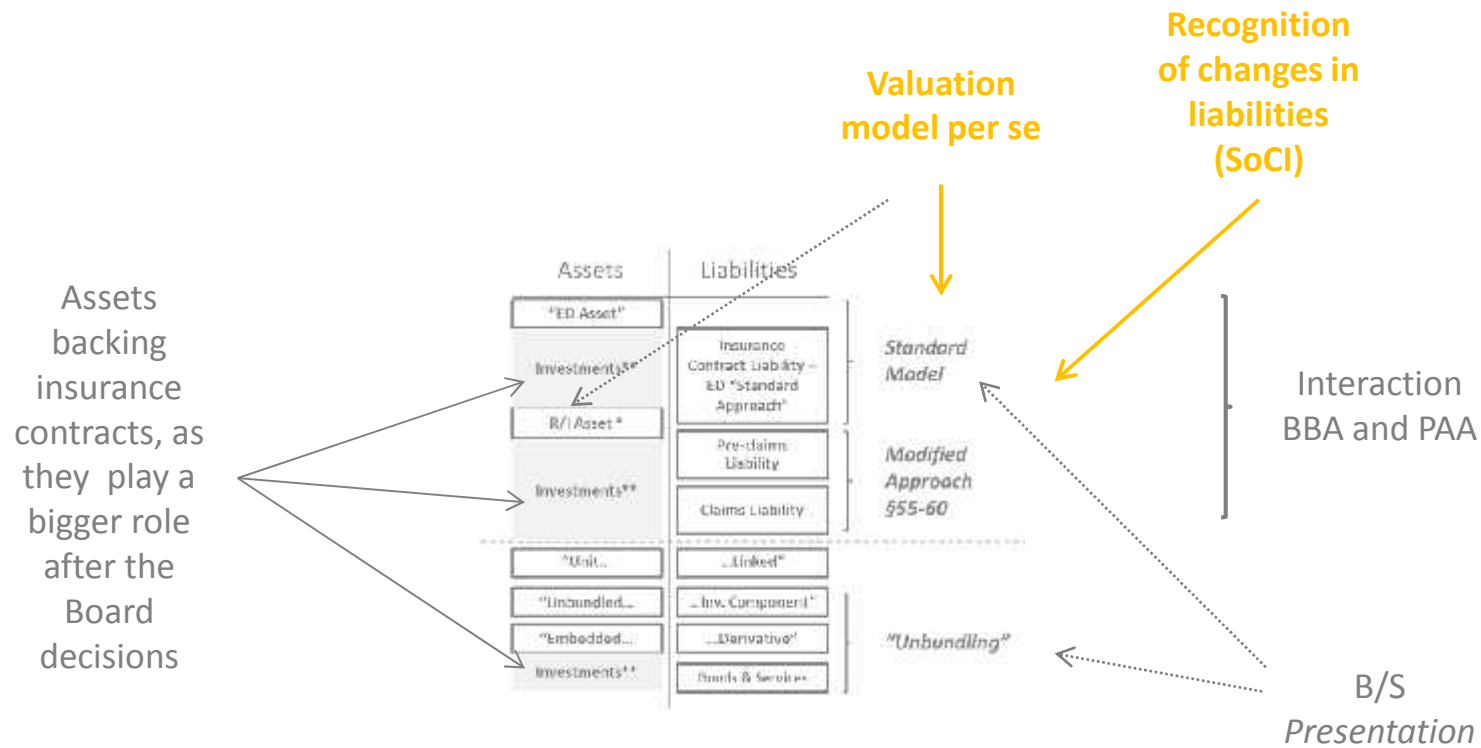 Recognition
of changes in
liabilities
(SoCI)
Valuation
model per se
Assets
backing
insurance
contracts, as
they play a
bigger role
after the
Board
decisions
Assets
Liabilities
"ED Asset"
Investments**
R/I Asset *
Investments**
Insurance
Contract Liability –
ED "Standard
Approach"
Pre-claims
Liability
Claims Liability
Standard
Model
Modified
Approach
§55-60
"Unit...
...Linked"
"Unbundled...
...Inv. Component"
"Embedded...
...Derivative"
Investments**
Goods & Services
"Unbundling"
Interaction
BBA and PAA
B/S
Presentation